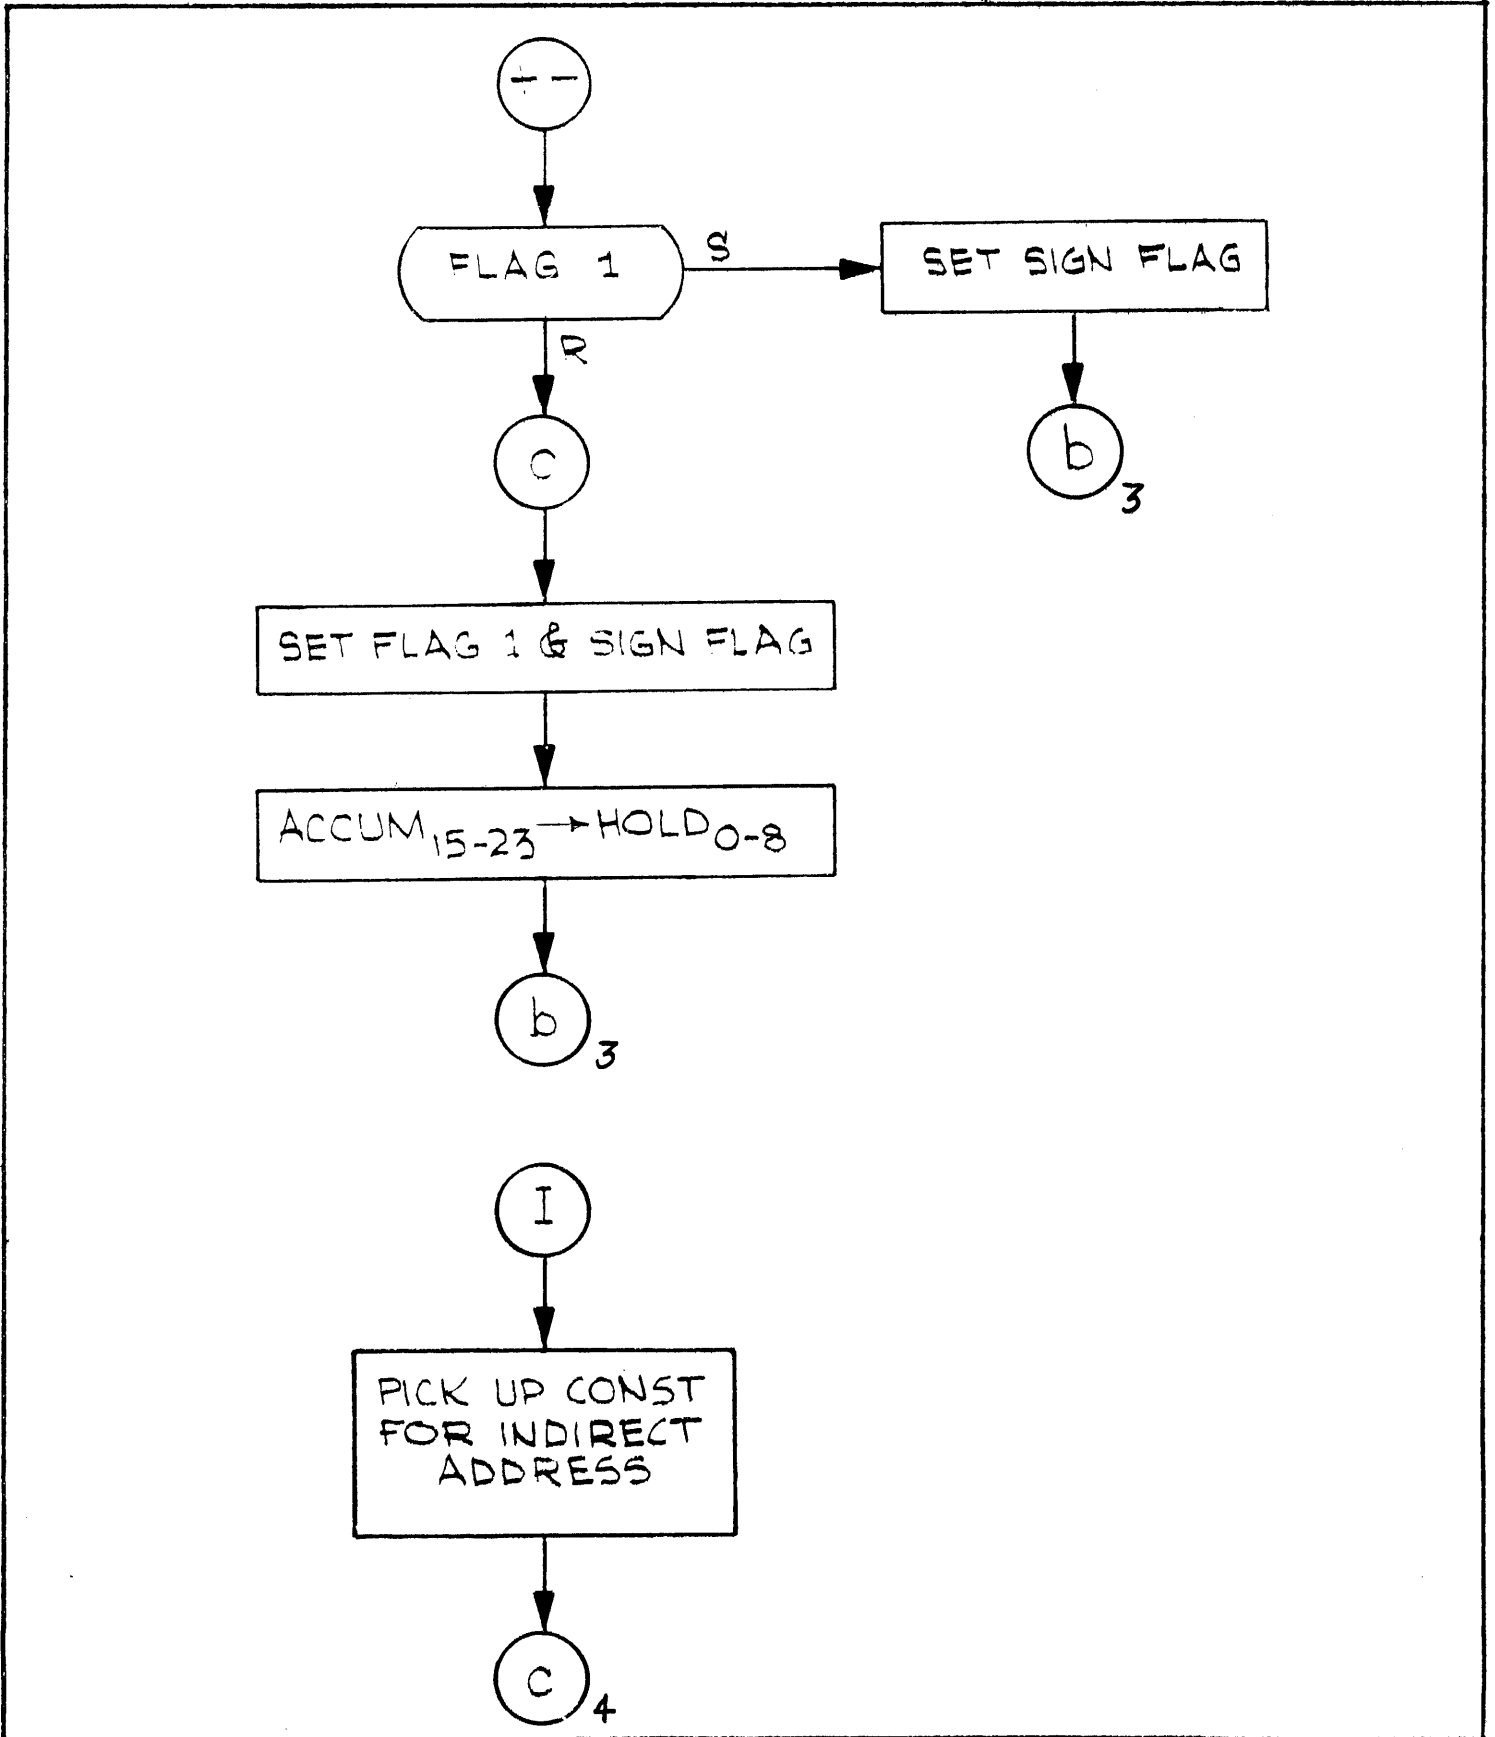 + -
FLAG 1
S
SET SIGN FLAG
R
c
b
3
SET FLAG 1 & SIGN FLAG
ACCUM15-23→HOLD0-8
b
3
I
PICK UP CONST
FOR INDIRECT
ADDRESS
C
4